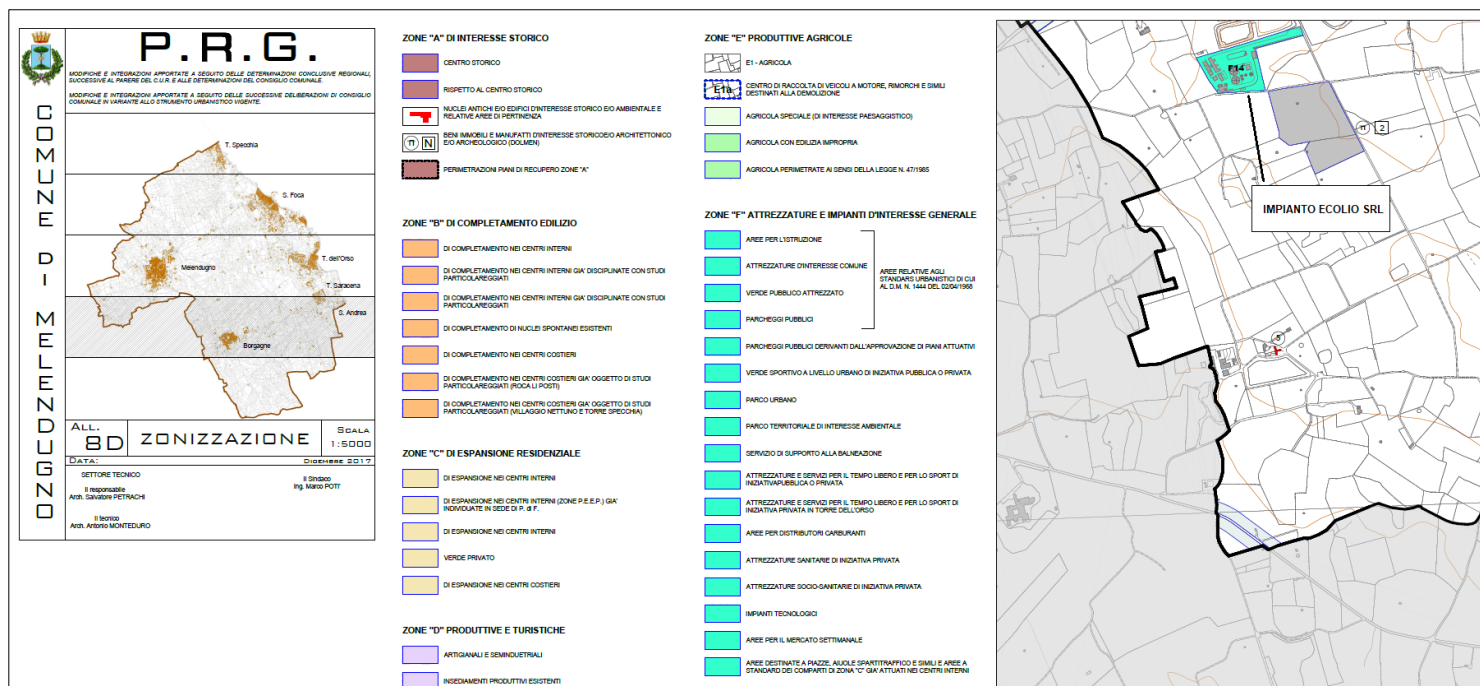 P.R.G.
MODIFICHE E INTEGRAZIONI APPORTATE A SEGUITO DELLE DETERMINAZIONI CONCLUSIVE REGIONALI,
SUCCESSIVE AL PARERE DEL C.U.R. E ALLE DETERMINAZIONI DEL CONSIGLIO COMUNALE.
MODIFICHE E INTEGRAZIONI APPORTATE A SEGUITO DELLE SUCCESSIVE DELIBERAZIONI DI CONSIGLIO
COMUNALE IN VARIANTE ALLO STRUMENTO URBANISTICO VIGENTE.
COMUNE DI MELENDUGNO
T. Specchia
S. Foca
T. dell'Orso
Melendugno
T. Saracena
S. Andrea
Borgagne
ALL.
8D
ZONIZZAZIONE
SCALA
1:5000
DATA:
DICEMBRE 2017
SETTORE TECNICO
Il responsabile
Arch. Salvatore PETRACHI
Il tecnico
Arch. Antonio MONTEDURO
Il Sindaco
Ing. Marco POTI'
ZONE "A" DI INTERESSE STORICO
CENTRO STORICO
RISPETTO AL CENTRO STORICO
NUCLEI ANTICHI E/O EDIFICI D'INTERESSE STORICO E/O AMBIENTALE E
RELATIVE AREE DI PERTINENZA
N
BENI IMMOBILI E MANUFATTI D'INTERESSE STORICOE/O ARCHITETTONICO
E/O ARCHEOLOGICO (DOLMEN)
PERIMETRAZIONI PIANI DI RECUPERO ZONE "A"
ZONE "B" DI COMPLETAMENTO EDILIZIO
DI COMPLETAMENTO NEI CENTRI INTERNI
DI COMPLETAMENTO NEI CENTRI INTERNI GIA' DISCIPLINATE CON STUDI
PARTICOLAREGGIATI
DI COMPLETAMENTO NEI CENTRI INTERNI GIA' DISCIPLINATE CON STUDI
PARTICOLAREGGIATI
DI COMPLETAMENTO DI NUCLEI SPONTANEI ESISTENTI
DI COMPLETAMENTO NEI CENTRI COSTIERI
DI COMPLETAMENTO NEI CENTRI COSTIERI GIA' OGGETTO DI STUDI
PARTICOLAREGGIATI (ROCA LI POSTI)
DI COMPLETAMENTO NEI CENTRI COSTIERI GIA' OGGETTO DI STUDI
PARTICOLAREGGIATI (VILLAGGIO NETTUNO E TORRE SPECCHIA)
ZONE "C" DI ESPANSIONE RESIDENZIALE
DI ESPANSIONE NEI CENTRI INTERNI
DI ESPANSIONE NEI CENTRI INTERNI (ZONE P.E.E.P.) GIA'
INDIVIDUATE IN SEDE DI P. di F.
DI ESPANSIONE NEI CENTRI INTERNI
VERDE PRIVATO
DI ESPANSIONE NEI CENTRI COSTIERI
ZONE "D" PRODUTTIVE E TURISTICHE
ARTIGIANALI E SEMINDUETRIALI
INSEDIAMENTI PRODUTTIVI ESISTENTI
ZONE "E" PRODUTTIVE AGRICOLE
E1 - AGRICOLA
E1a
CENTRO DI RACCOLTA DI VEICOLI A MOTORE, RIMORCHI E SIMILI
DESTINATI ALLA DEMOLIZIONE
AGRICOLA SPECIALE (DI INTERESSE PAESAGGISTICO)
AGRICOLA CON EDILIZIA IMPROPRIA
AGRICOLA PERIMETRATE AI SENSI DELLA LEGGE N. 47/1985
ZONE "F" ATTREZZATURE E IMPIANTI D'INTERESSE GENERALE
AREE PER L'ISTRUZIONE
ATTREZZATURE D'INTERESSE COMUNE
VERDE PUBBLICO ATTREZZATO
PARCHEGGI PUBBLICI
AREE RELATIVE AGLI
STANDARS URBANISTICI DI CUI
AL D.M. N. 1444 DEL 02/04/1968
PARCHEGGI PUBBLICI DERIVANTI DALL'APPROVAZIONE DI PIANI ATTUATIVI
VERDE SPORTIVO A LIVELLO URBANO DI INIZIATIVA PUBBLICA O PRIVATA
PARCO URBANO
PARCO TERRITORIALE DI INTERESSE AMBIENTALE
SERVIZIO DI SUPPORTO ALLA BALNEAZIONE
ATTREZZATURE E SERVIZI PER IL TEMPO LIBERO E PER LO SPORT DI
INIZIATIVAPUBBLICA O PRIVATA
ATTREZZATURE E SERVIZI PER IL TEMPO LIBERO E PER LO SPORT DI
INIZIATIVA PRIVATA IN TORRE DELL'ORSO
AREE PER DISTRIBUTORI CARBURANTI
ATTREZZATURE SANITARIE DI INIZIATIVA PRIVATA
ATTREZZATURE SOCIO-SANITARIE DI INIZIATIVA PRIVATA
IMPIANTI TECNOLOGICI
AREE PER IL MERCATO SETTIMANALE
AREE DESTINATE A PIAZZE, AIUOLE SPARTITRAFFICO E SIMILI E AREE A
STANDARD DEI COMPARTI DI ZONA "C" GIA' ATTUATI NEI CENTRI INTERNI
F14
2
IMPIANTO ECOLIO SRL